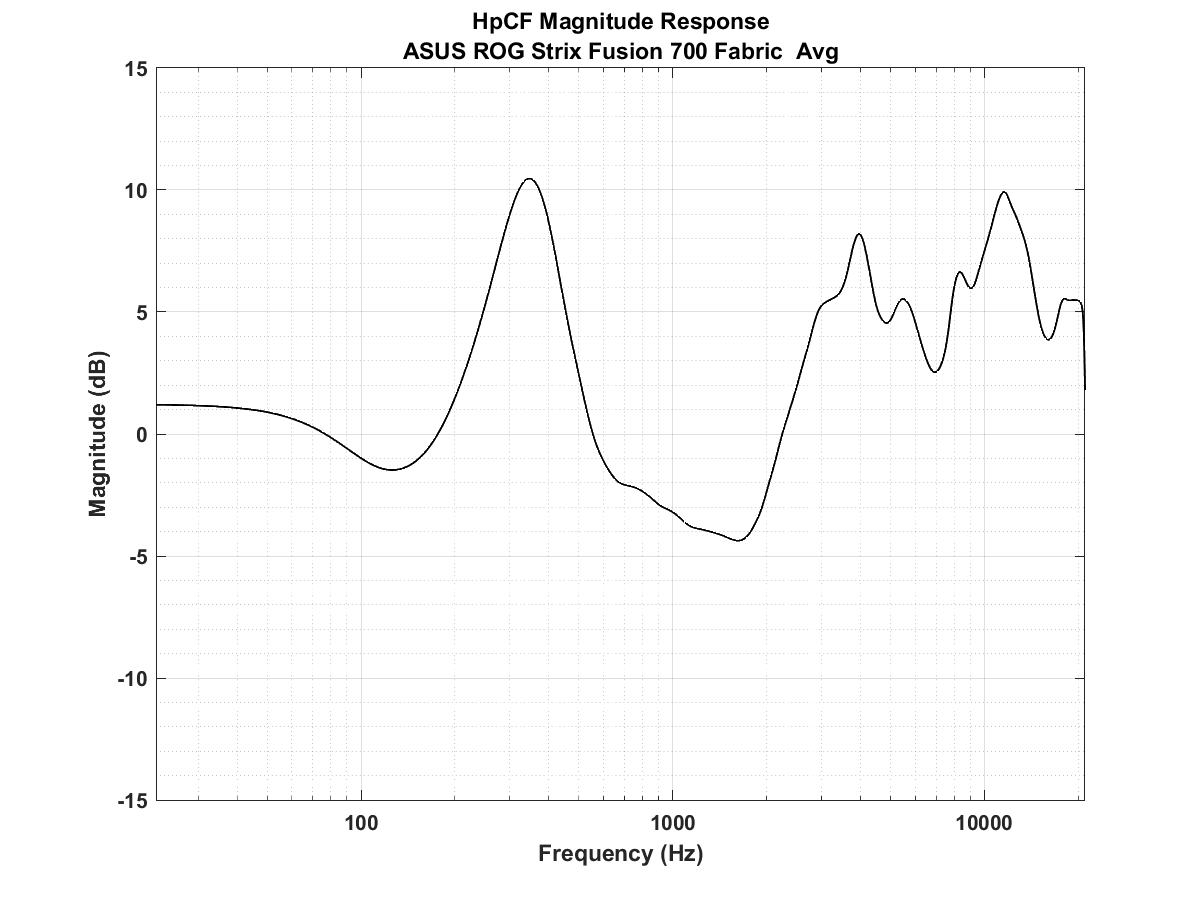 HpCF Magnitude Response
ASUS ROG Strix Fusion 700 Fabric  Avg
15
10
5
0
-5
-10
-15
Magnitude (dB)
100 1000 10000
Frequency (Hz)